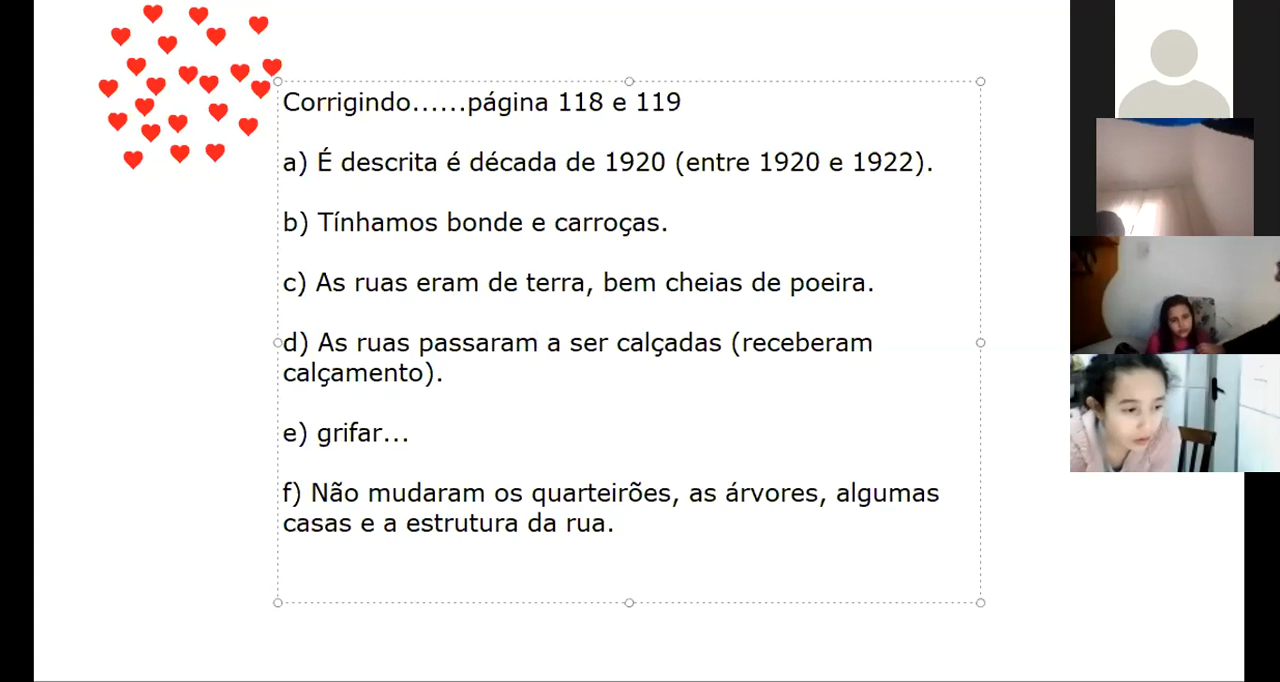 Corrigindo......página 118 e 119
a) É descrita é década de 1920 (entre 1920 e 1922).
b) Tínhamos bonde e carroças.
c) As ruas eram de terra, bem cheias de poeira.
d) As ruas passaram a ser calçadas (receberam
calçamento).
e) grifar...
f) Não mudaram os quarteirões, as árvores, algumas
casas e a estrutura da rua.